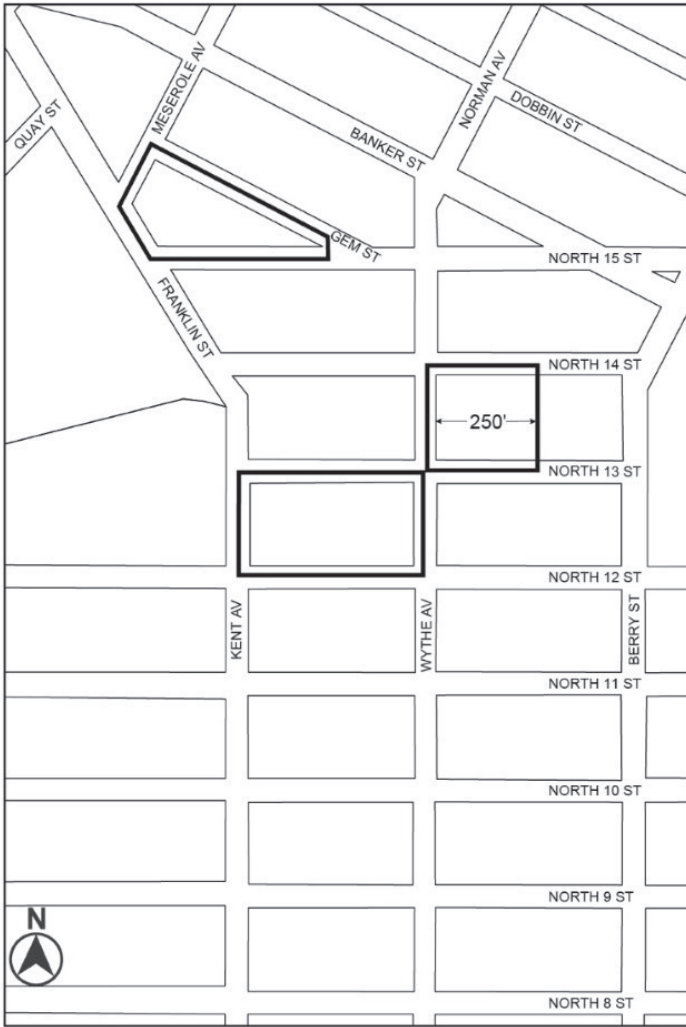 MESEROLE AV
NORMAN AV
QUAY ST
DOBBIN ST
BANKER ST
GEM ST
NORTH 15 ST
FRANKLIN ST
NORTH 14 ST
250'
NORTH 13 ST
NORTH 12 ST
KENT AV
WYTHE AV
BERRY ST
NORTH 11 ST
NORTH 10 ST
NORTH 9 ST
N
NORTH 8 ST